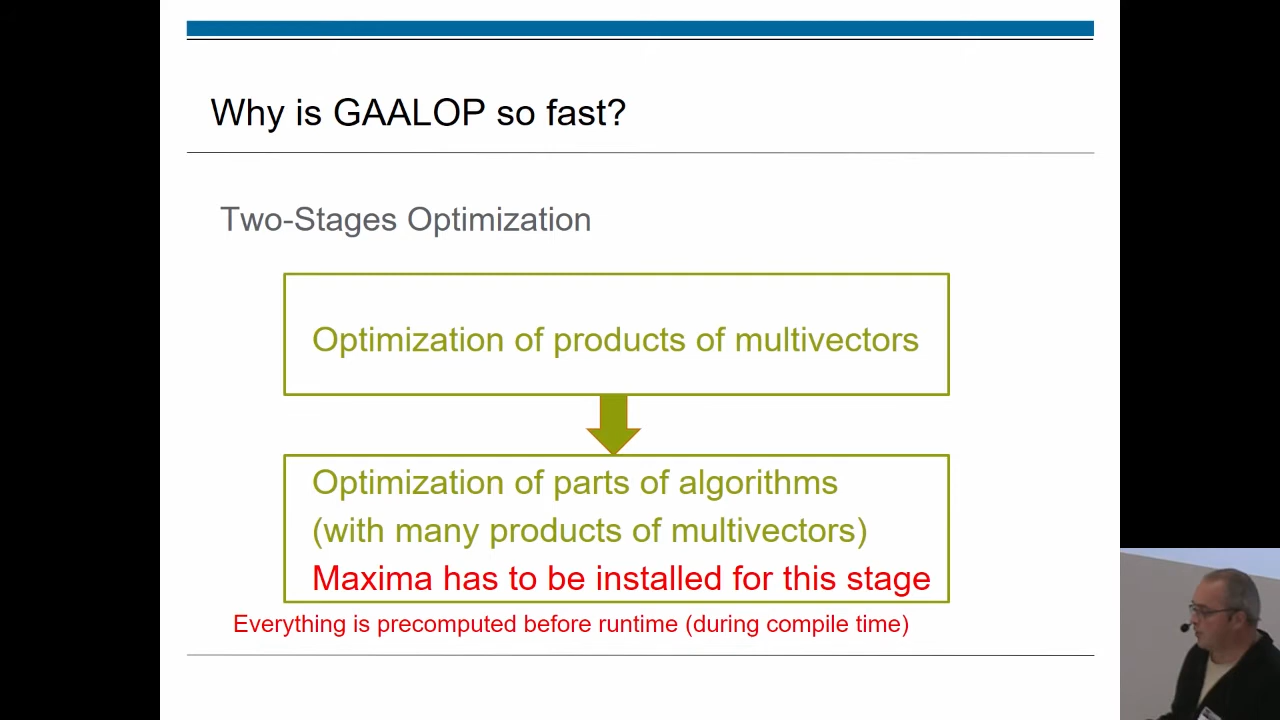 Why is GAALOP so fast?
Two-Stages Optimization
Optimization of products of multivectors
Optimization of parts of algorithms
(with many products of multivectors)
Maxima has to be installed for this stage
Everything is precomputed before runtime (during compile time)